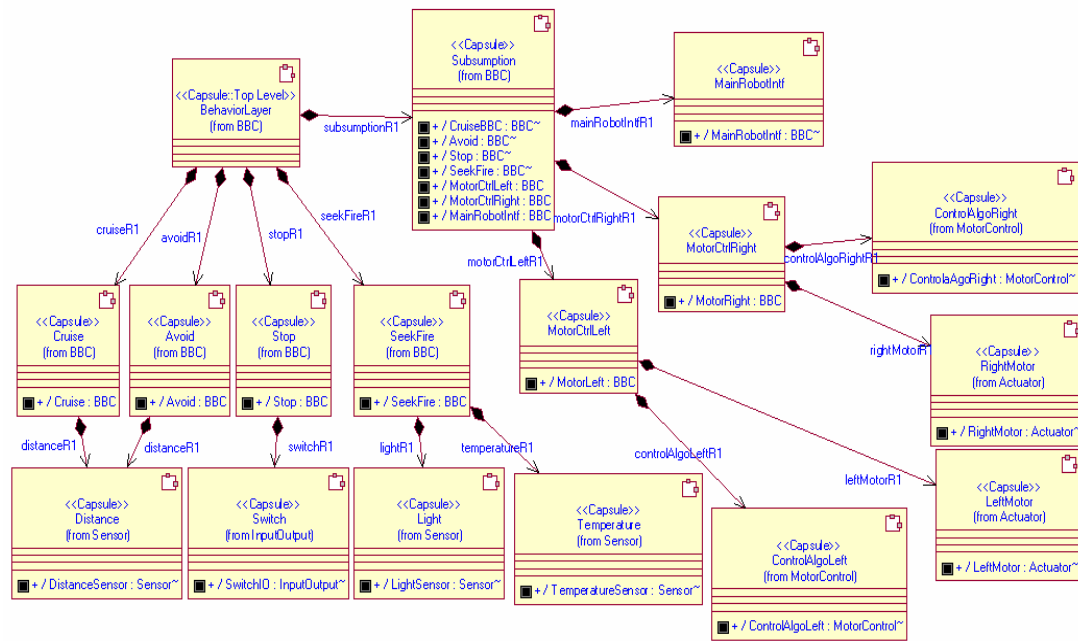 <<Capsule>>
Subsumption
(from BBC)
+ / CruiseBBC : BBC~
+ / Avoid : BBC~
+ / Stop : BBC~
+ / SeekFire : BBC~
+ / MotorCtrlLeft : BBC
+ / MotorCtrlRight : BBC
+ / MainRobotIntf : BBC
<<Capsule>>
MainRobotIntf
+ / MainRobotIntf : BBC~
<<Capsule::Top Level>>
BehaviorLayer
(from BBC)
subsumptionR1
mainRobotIntfR1
motorCtrlRightR1
motorCtrlLeftR1
cruiseR1
avoidR1
stopR1
seekFireR1
<<Capsule>>
MotorCtrlRight
+ / MotorRight : BBC
controlAlgoRightR1
<<Capsule>>
ControlAlgoRight
(from MotorControl)
+ / ControlaAgoRight : MotorControl~
rightMotorR1
<<Capsule>>
Cruise
(from BBC)
+ / Cruise : BBC
<<Capsule>>
Avoid
(from BBC)
+ / Avoid : BBC
<<Capsule>>
Stop
(from BBC)
+ / Stop : BBC
<<Capsule>>
SeekFire
(from BBC)
+ / SeekFire : BBC
<<Capsule>>
MotorCtrlLeft
+ / MotorLeft : BBC
<<Capsule>>
RightMotor
(from Actuator)
+ / RightMotor : Actuator~
distanceR1
distanceR1
switchR1
lightR1
temperatureR1
controlAlgoLeftR1
leftMotorR1
<<Capsule>>
Distance
(from Sensor)
+ / DistanceSensor : Sensor~
<<Capsule>>
Switch
(from InputOutput)
+ / SwitchIO : InputOutput~
<<Capsule>>
Light
(from Sensor)
+ / LightSensor : Sensor~
<<Capsule>>
Temperature
(from Sensor)
+ / TemperatureSensor : Sensor~
<<Capsule>>
ControlAlgoLeft
(from MotorControl)
+ / ControlAlgoLeft : MotorControl~
<<Capsule>>
LeftMotor
(from Actuator)
+ / LeftMotor : Actuator~